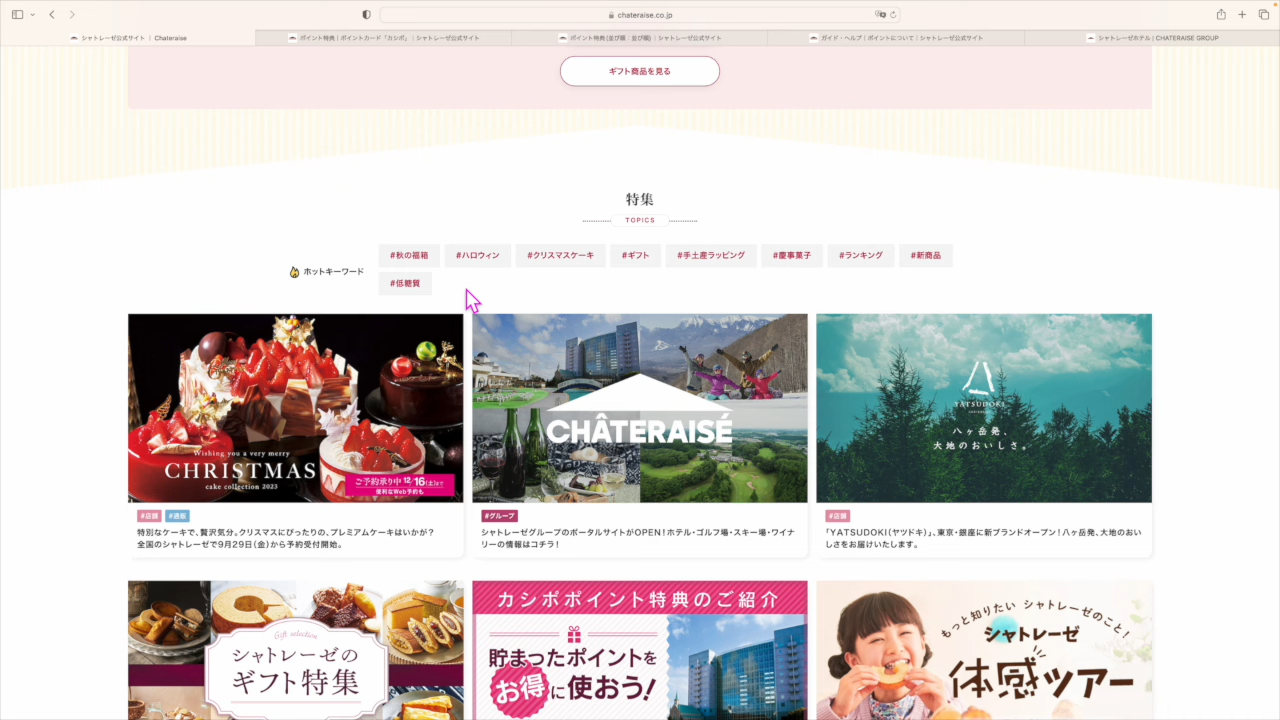 chateraise.co.jp
シャトレーゼ公式サイト ｜ Chateraise
ポイント特典｜ポイントカード「カシポ」｜シャトレーゼ公式サイト
ポイント特典(並び順：並び順)｜シャトレーゼ公式サイト
ガイド・ヘルプ｜ポイントについて｜シャトレーゼ公式サイト
シャトレーゼホテル | CHATERAISE GROUP
ギフト商品を見る
特集
TOPICS
ホットキーワード
#秋の福箱 #ハロウィン #クリスマスケーキ #ギフト #手土産ラッピング #慶事菓子 #ランキング #新商品
#低糖質
Wishing you a very merry
CHRISTMAS
cake collection 2023
ご予約承り中 12/16(土)まで
便利なWeb予約も
#店舗 #通販
特別なケーキで、贅沢気分。クリスマスにぴったりの、プレミアムケーキはいかが？
全国のシャトレーゼで9月29日(金)から予約受付開始。
CHÂTERAISÉ
#グループ
シャトレーゼグループのポータルサイトがOPEN！ホテル・ゴルフ場・スキー場・ワイナ
リーの情報はコチラ！
YATSUDOKI
八ヶ岳発、
大地のおいしさ。
#店舗
「YATSUDOKI(ヤツドキ)」、東京・銀座に新ブランドオープン！八ヶ岳発、大地のおい
しさをお届けいたします。
Gift selection
シャトレーゼの
ギフト特集
カシポポイント特典のご紹介
貯まったポイントを
お得に使おう！
もっと知りたい シャトレーゼのこと！
シャトレーゼ
体感ツアー